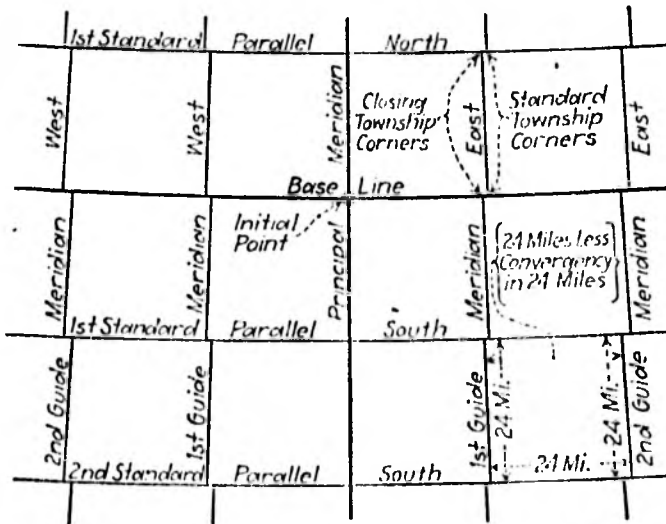 1st Standard Parallel North
West
West
Meridian
Closing
Township
Corners
East
Standard
Township
Corners
East
Base Line
Initial
Point
Meridian
Meridian
Principal
Meridian
(24 Miles Less
Convergency
in 24 Miles)
Meridian
1st Standard Parallel South
2nd Guide
1st Guide
1st Guide
24 Mi.
24 Mi.
2nd Guide
24 Mi.
2nd Standard Parallel South